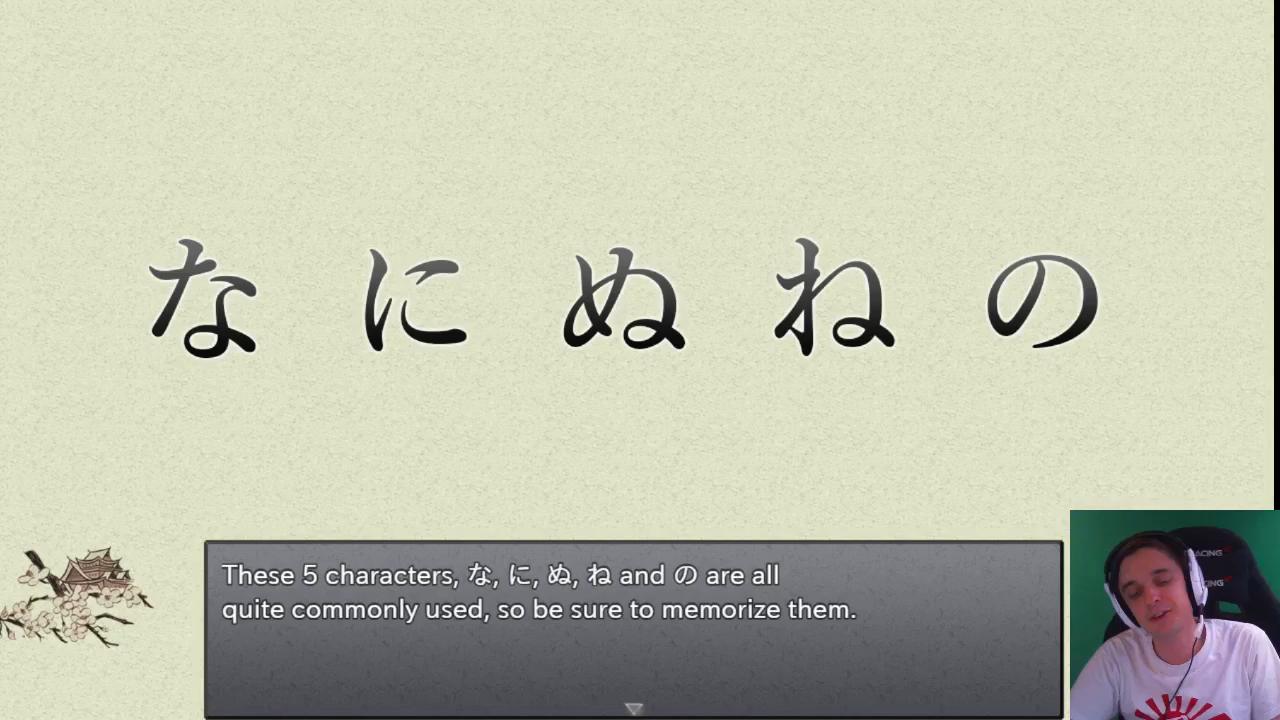 な に ぬ ね の
These 5 characters, な, に, ぬ, ね and の are all
quite commonly used, so be sure to memorize them.
RACING